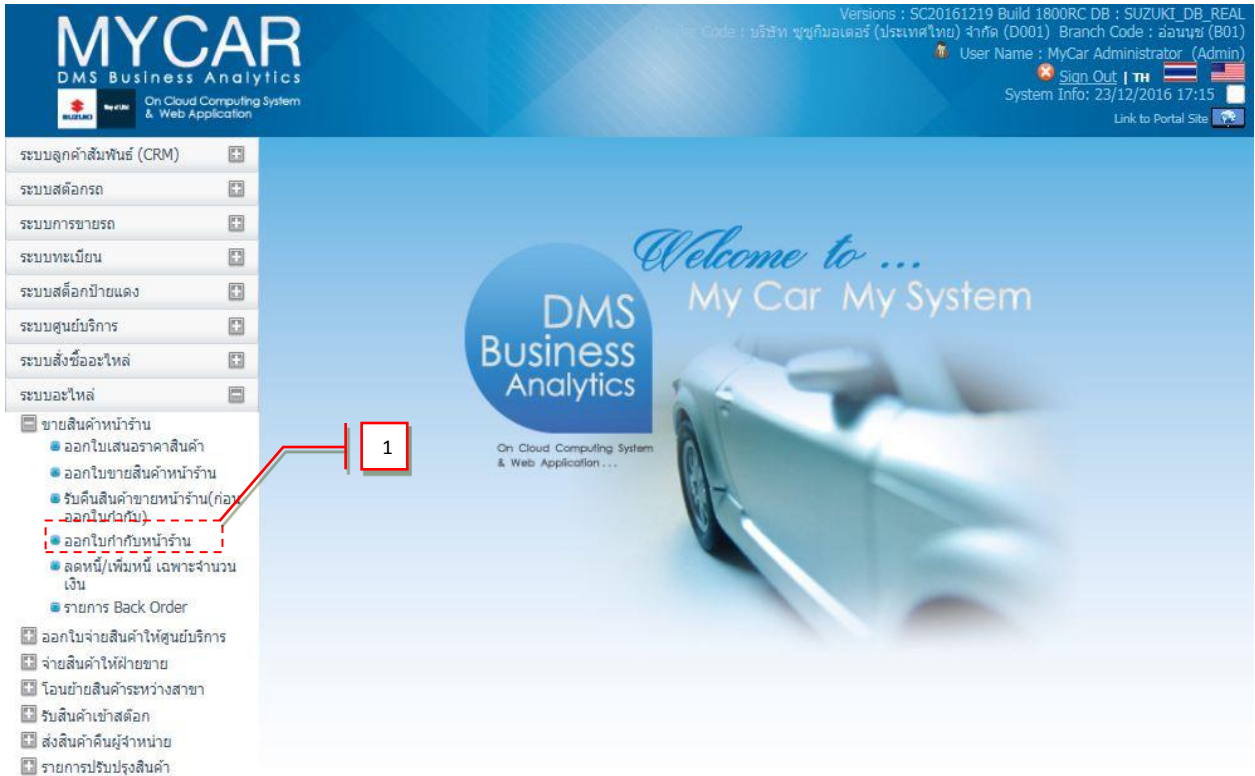 MYCAR
DMS Business Analytics
SUZUKI
Way of Life!
On Cloud Computing System
& Web Application
Versions : SC20161219 Build 1800RC DB : SUZUKI_DB_REAL
Code : บริษัท ซูซูกิมอเตอร์ (ประเทศไทย) จำกัด (D001) Branch Code : อ่อนนุช (B01)
User Name : MyCar Administrator (Admin)
Sign Out | TH
System Info: 23/12/2016 17:15
Link to Portal Site
ระบบลูกค้าสัมพันธ์ (CRM)
ระบบสต๊อกรถ
ระบบการขายรถ
ระบบทะเบียน
ระบบสต็อกป้ายแดง
ระบบศูนย์บริการ
ระบบสั่งซื้ออะไหล่
ระบบอะไหล่
ขายสินค้าหน้าร้าน
ออกใบเสนอราคาสินค้า
ออกใบขายสินค้าหน้าร้าน
รับคืนสินค้าขายหน้าร้าน(ก่อน
ออกใบกำกับ)
ออกใบกำกับหน้าร้าน
ลดหนี้/เพิ่มหนี้ เฉพาะจำนวน
เงิน
รายการ Back Order
ออกใบจ่ายสินค้าให้ศูนย์บริการ
จ่ายสินค้าให้ฝ่ายขาย
โอนย้ายสินค้าระหว่างสาขา
รับสินค้าเข้าสต๊อก
ส่งสินค้าคืนผู้จำหน่าย
รายการปรับปรุงสินค้า
1
Welcome to ...
My Car My System
DMS
Business
Analytics
On Cloud Computing System
& Web Application ...